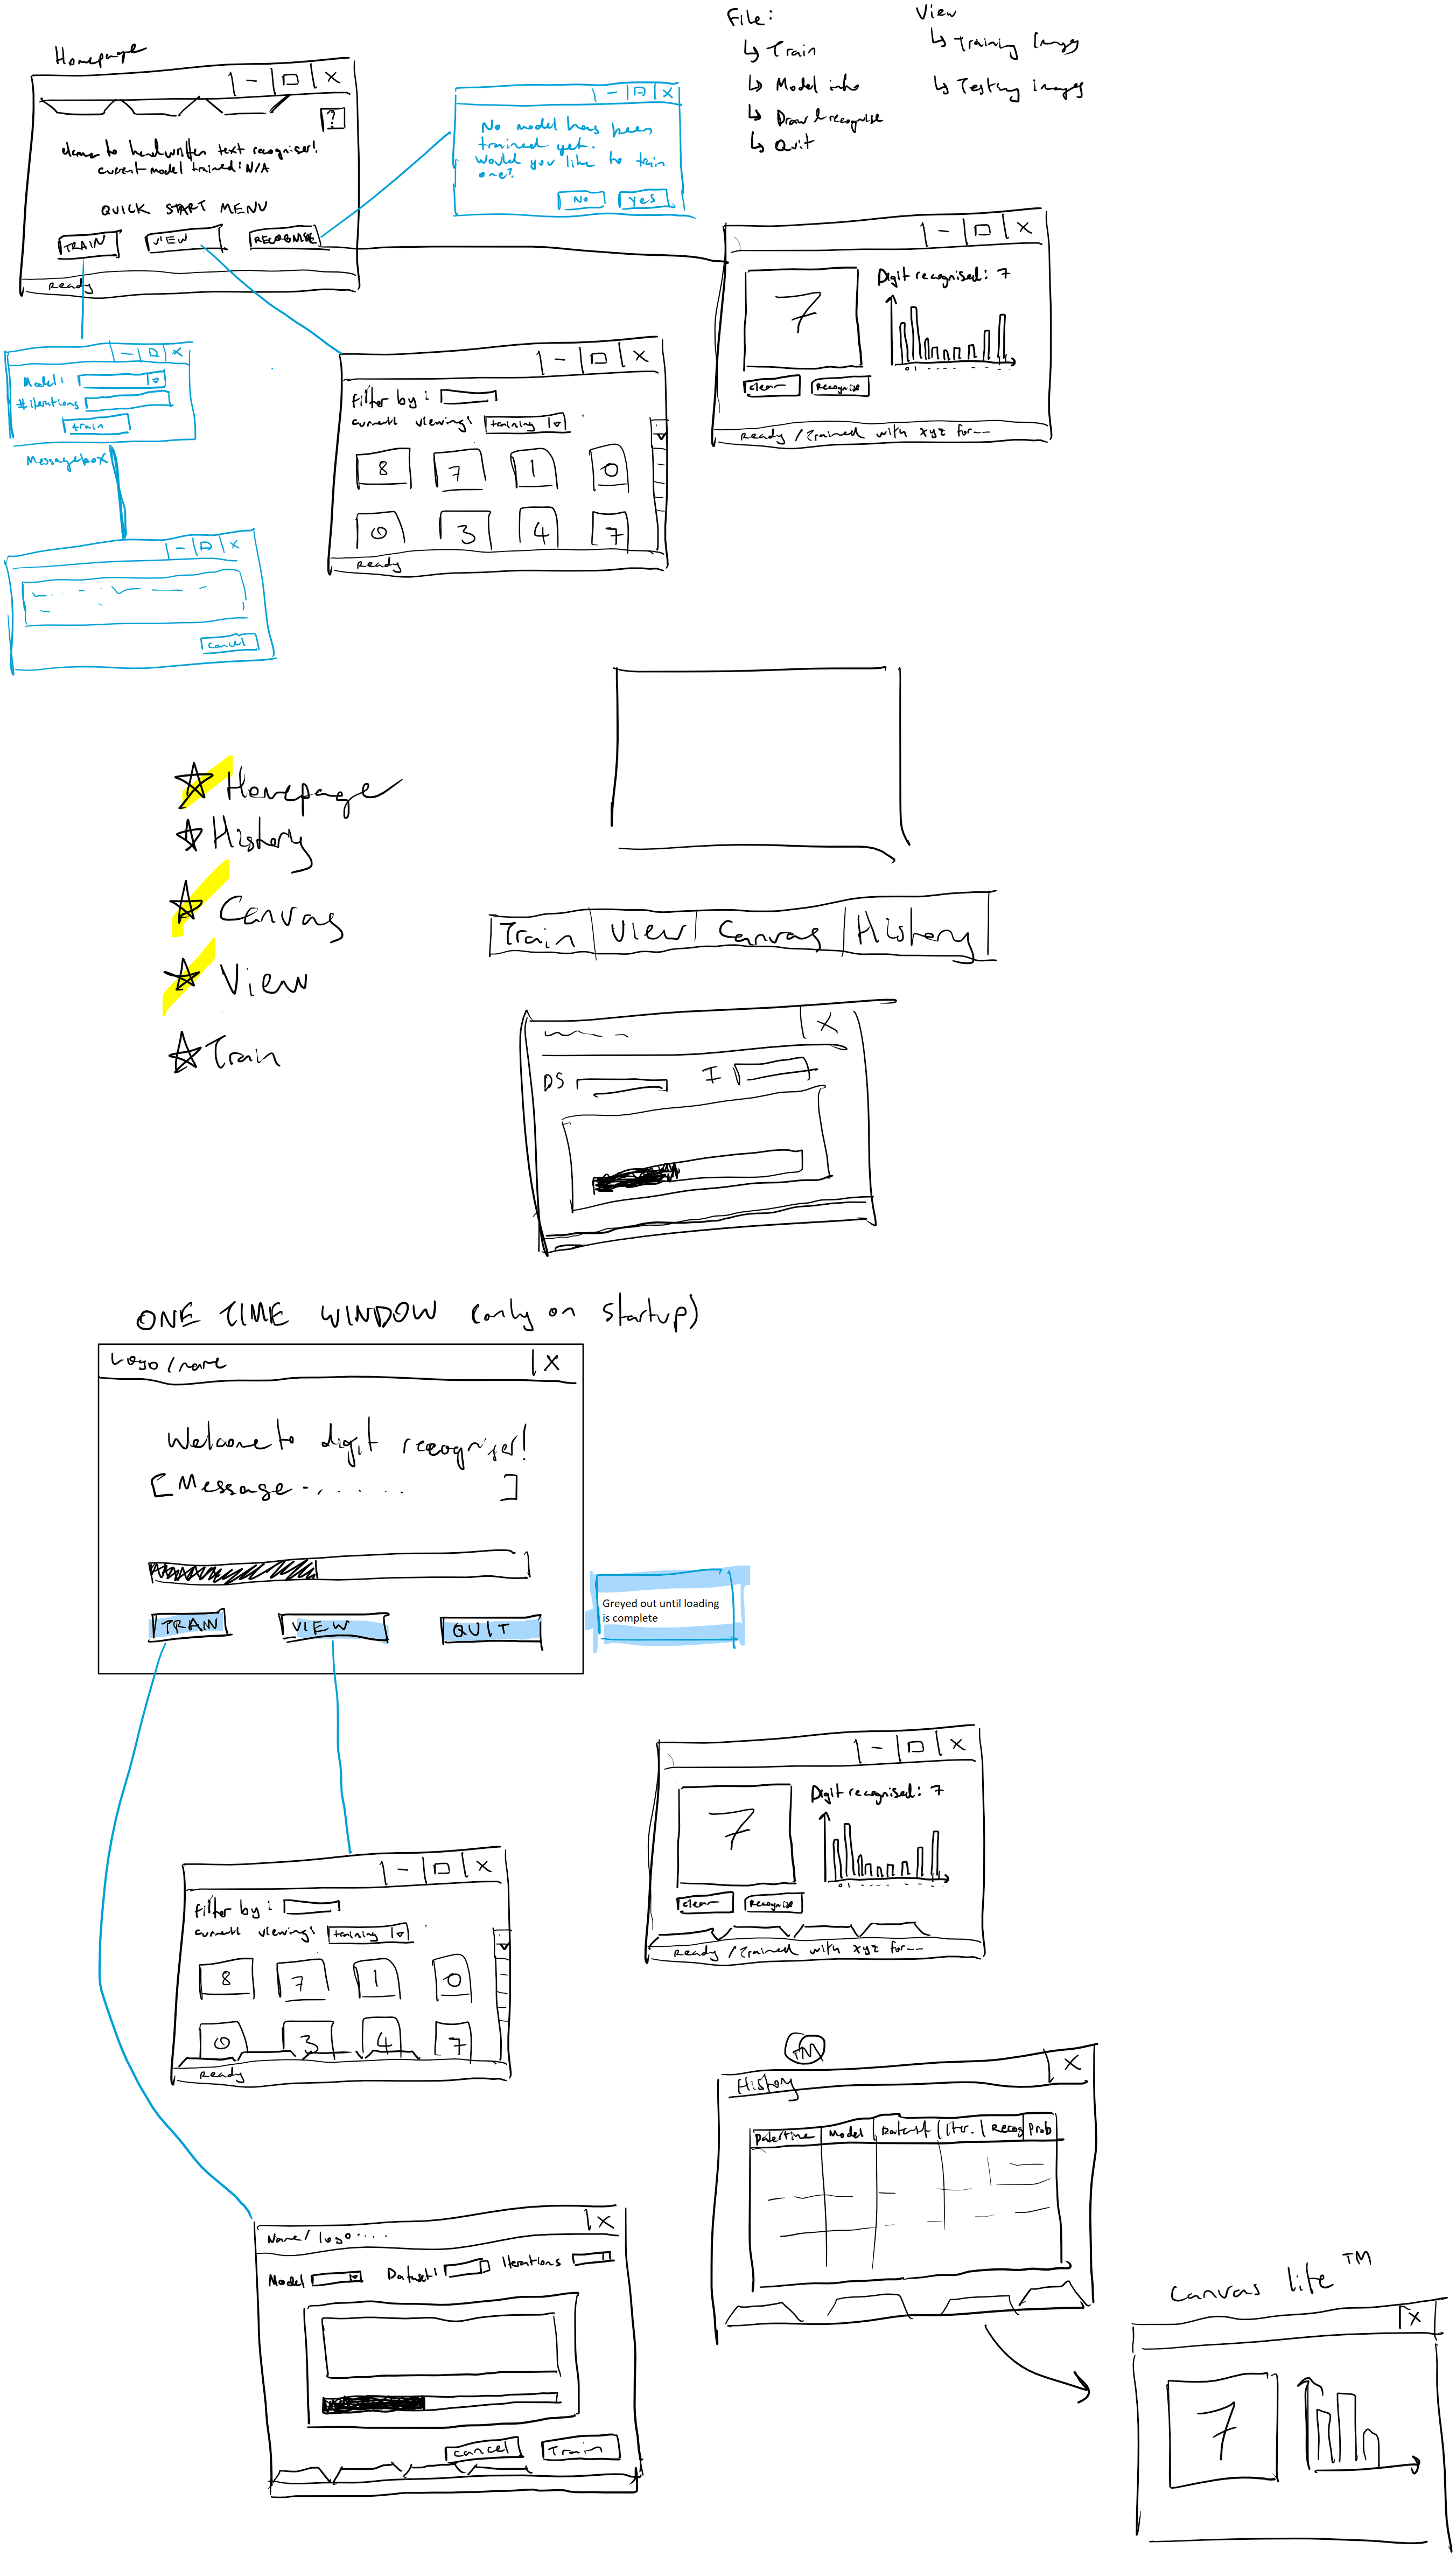 File:
↳ Train
↳ Model info
↳ Draw & recognise
↳ Quit
View
↳ Training Images
↳ Testing images
Homepage
| - | □ | X
?
elcome to handwritten text recogniser!
current model trained: N/A
QUICK START MENU
TRAIN
VIEW
RECOGNISE
Ready
| - | □ | X
No model has been
trained yet.
Would you like to train
one?
No
Yes
| - | □ | X
Digit recognised: 7
7
clear
Recognise
0 1
Ready / Trained with xyz for --
| - | □ | X
Model:
#iterations
train
Messagebox
| - | □ | X
cancel
| - | □ | X
filter by:
current viewing: training
8 7 1 0
0 3 4 7
Ready
☆ Homepage
☆ History
☆ Canvas
☆ View
☆ Train
Train | View | Canvas | History
X
DS
I
ONE TIME WINDOW (only on startup)
Logo / name
X
Welcome to digit recogniser!
[Message - . . . . . . ]
TRAIN
VIEW
QUIT
Greyed out until loading
is complete
| - | □ | X
Digit recognised: 7
7
clear
Recognise
0 1
Ready / Trained with xyz for --
| - | □ | X
filter by:
current viewing: training
8 7 1 0
0 3 4 7
Ready
TM
History
X
Model
Dataset
Iter.
Recog
Prob
Name / logo ....
X
Model
Dataset
Iterations
cancel
Train
canvas lite TM
X
7